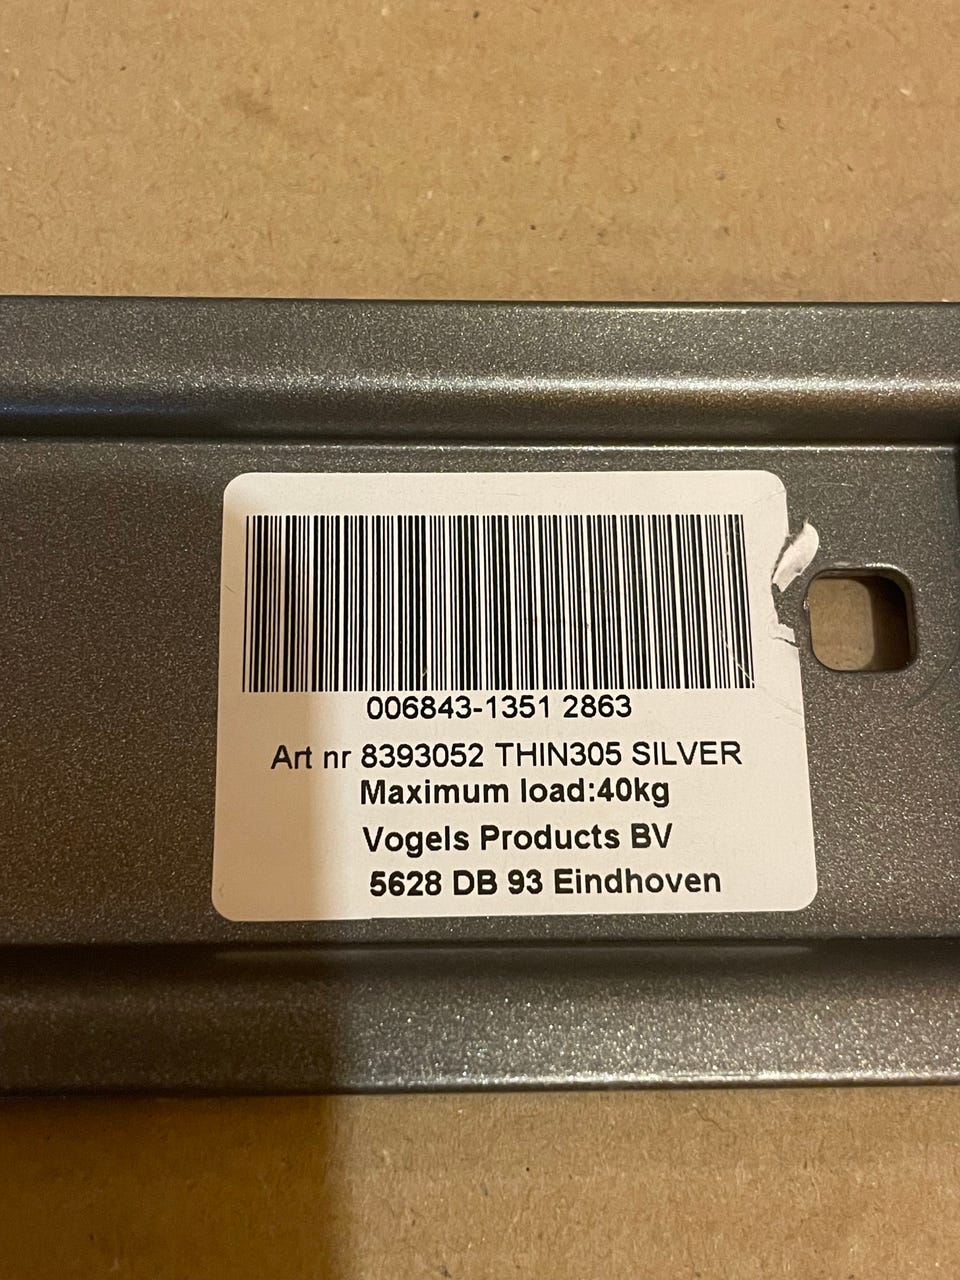 006843-1351 2863
Art nr 8393052 THIN305 SILVER
Maximum load:40kg
Vogels Products BV
5628 DB 93 Eindhoven